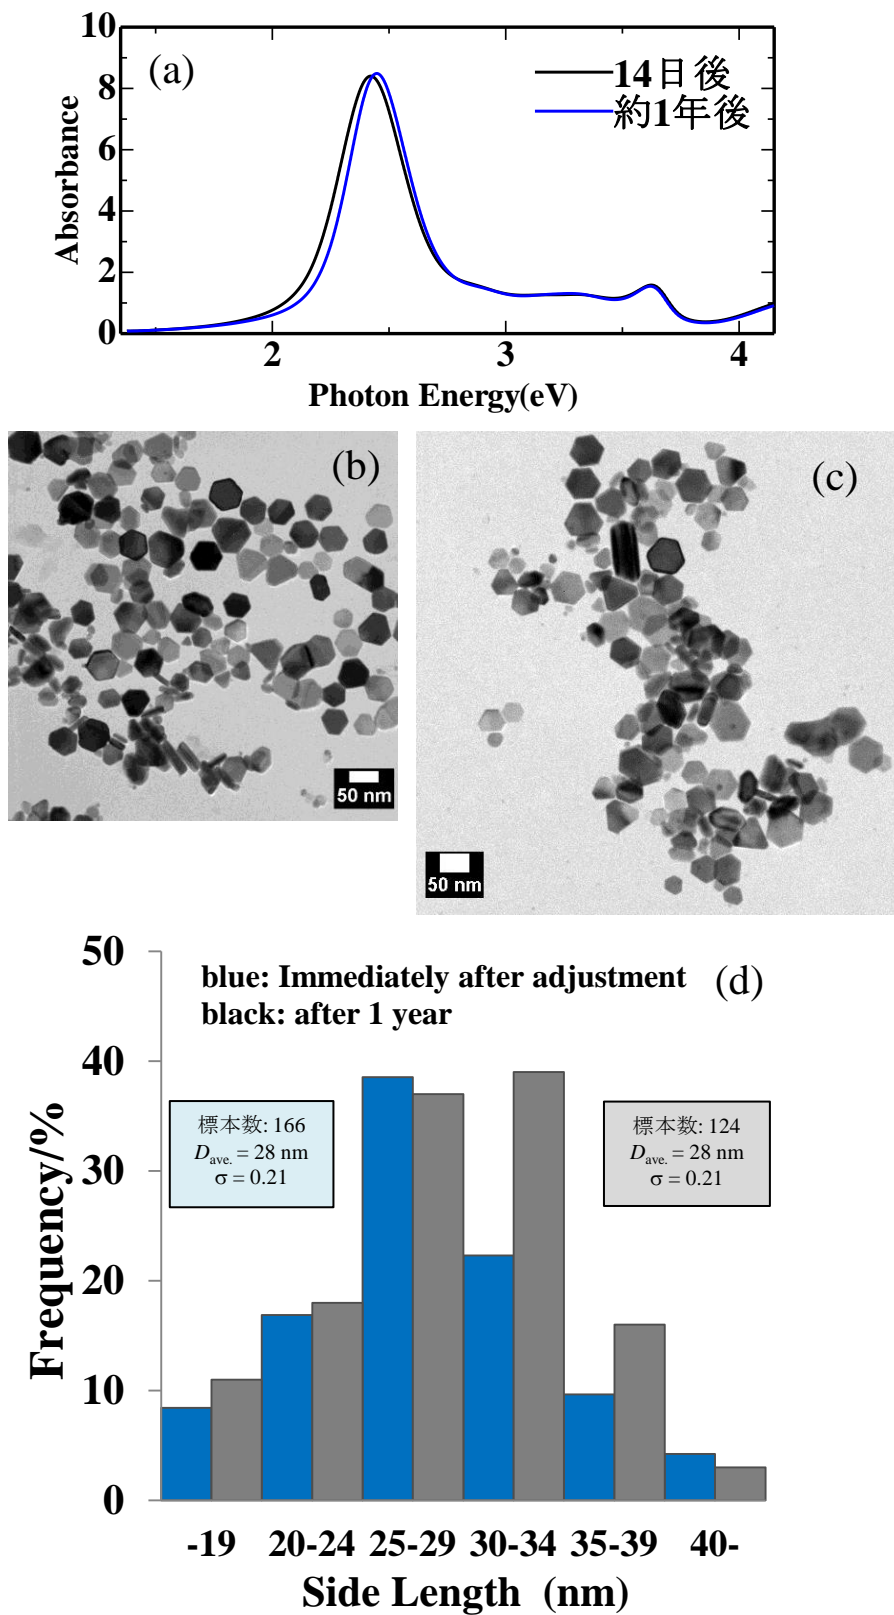 10
8
6
4
2
0
(a)
14日後
約1年後
Absorbance
2
3
4
Photon Energy(eV)
(b)
50 nm
(c)
50 nm
50
40
30
20
10
0
Frequency/%
blue: Immediately after adjustment
black: after 1 year
(d)
標本数: 166
Dave. = 28 nm
σ = 0.21
標本数: 124
Dave. = 28 nm
σ = 0.21
-19 20-24 25-29 30-34 35-39 40-
Side Length (nm)